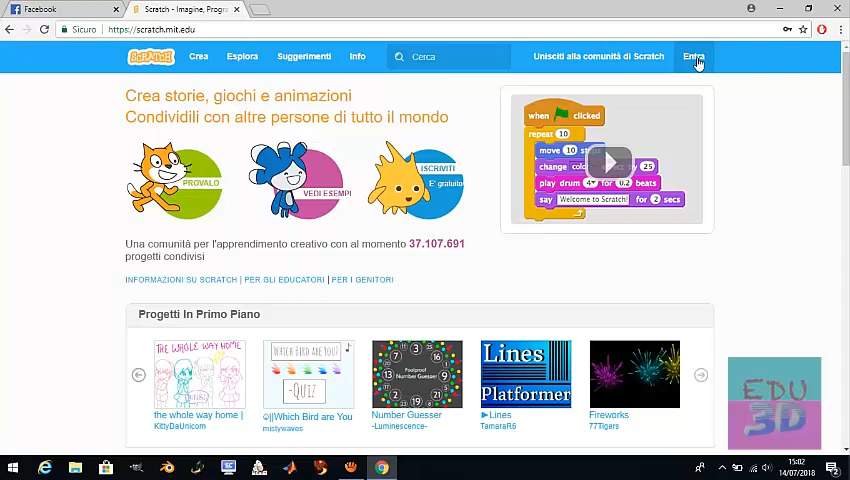 Facebook
Scratch - Imagine, Progra
Sicuro
https://scratch.mit.edu
SCRATCH
Crea
Esplora
Suggerimenti
Info
Cerca
Unisciti alla comunità di Scratch
Entra
Crea storie, giochi e animazioni
Condividili con altre persone di tutto il mondo
PROVALO
VEDI ESEMPI
ISCRIVITI
E' gratuito
when clicked
repeat 10
move 10
change 25
play drum 4 for 0.2 beats
say Welcome to Scratch! for 2 secs
Una comunità per l'apprendimento creativo con al momento 37.107.691
progetti condivisi
INFORMAZIONI SU SCRATCH | PER GLI EDUCATORI | PER I GENITORI
Progetti In Primo Piano
THE WHOLE WAY HOME
WHICH BIRD ARE YOU?
-QUIZ-
Foolproof
Number Guesser
Lines
Platformer
the whole way home |
KittyDaUnicorn
||Which Bird are You
mistywaves
Number Guesser
-Luminescence-
►Lines
TamaraR6
Fireworks
77Tigers
EDU
3D
15:02
14/07/2018